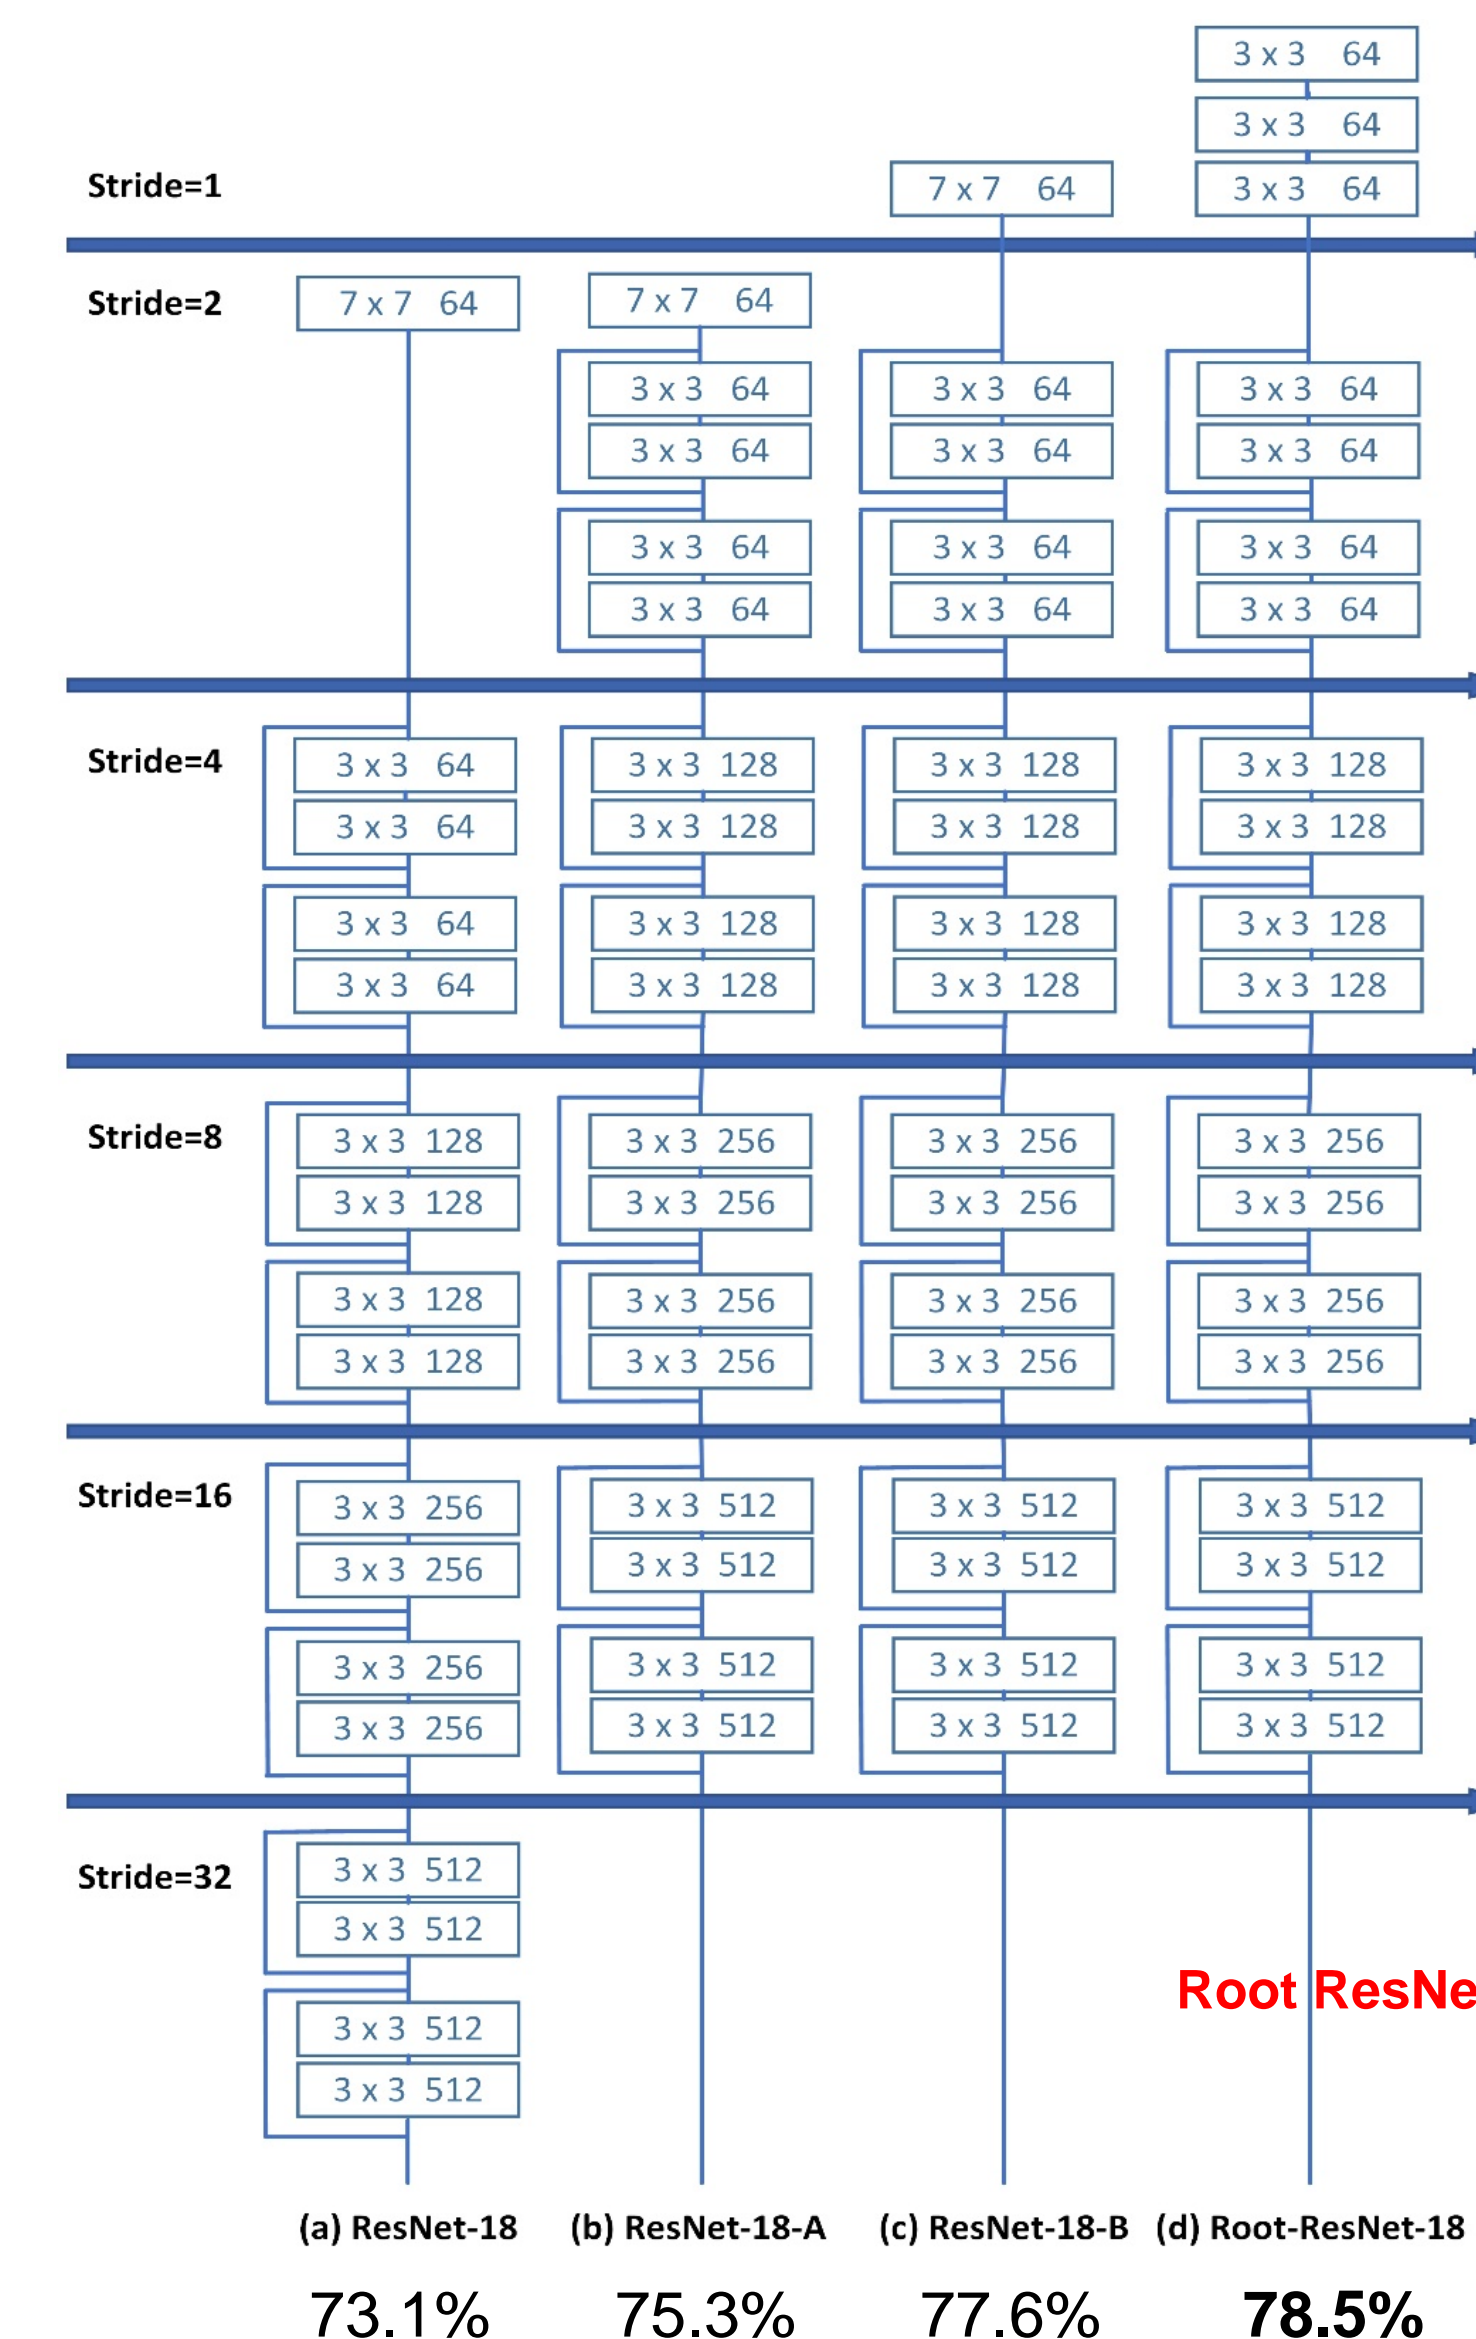 3 x 3 64
3 x 3 64
Stride=1 7 x 7 64 3 x 3 64
Stride=2 7 x 7 64 7 x 7 64
3 x 3 64 3 x 3 64 3 x 3 64
3 x 3 64 3 x 3 64 3 x 3 64
3 x 3 64 3 x 3 64 3 x 3 64
3 x 3 64 3 x 3 64 3 x 3 64
Stride=4 3 x 3 64 3 x 3 128 3 x 3 128 3 x 3 128
3 x 3 64 3 x 3 128 3 x 3 128 3 x 3 128
3 x 3 64 3 x 3 128 3 x 3 128 3 x 3 128
3 x 3 64 3 x 3 128 3 x 3 128 3 x 3 128
Stride=8 3 x 3 128 3 x 3 256 3 x 3 256 3 x 3 256
3 x 3 128 3 x 3 256 3 x 3 256 3 x 3 256
3 x 3 128 3 x 3 256 3 x 3 256 3 x 3 256
3 x 3 128 3 x 3 256 3 x 3 256 3 x 3 256
Stride=16 3 x 3 256 3 x 3 512 3 x 3 512 3 x 3 512
3 x 3 256 3 x 3 512 3 x 3 512 3 x 3 512
3 x 3 256 3 x 3 512 3 x 3 512 3 x 3 512
3 x 3 256 3 x 3 512 3 x 3 512 3 x 3 512
Stride=32 3 x 3 512
3 x 3 512
Root ResNe
3 x 3 512
3 x 3 512
(a) ResNet-18 (b) ResNet-18-A (c) ResNet-18-B (d) Root-ResNet-18
73.1% 75.3% 77.6% 78.5%